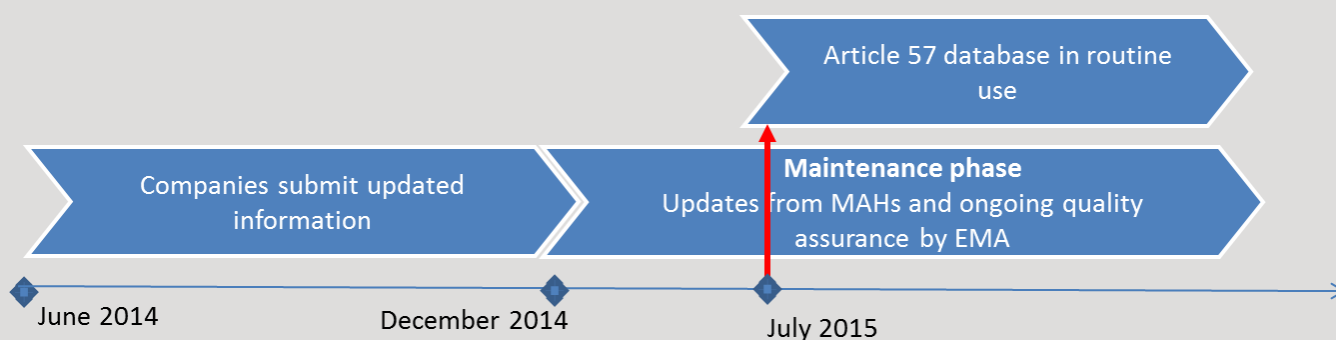 Article 57 database in routine
use
Companies submit updated
information
Maintenance phase
Updates from MAHs and ongoing quality
assurance by EMA
June 2014
December 2014
July 2015